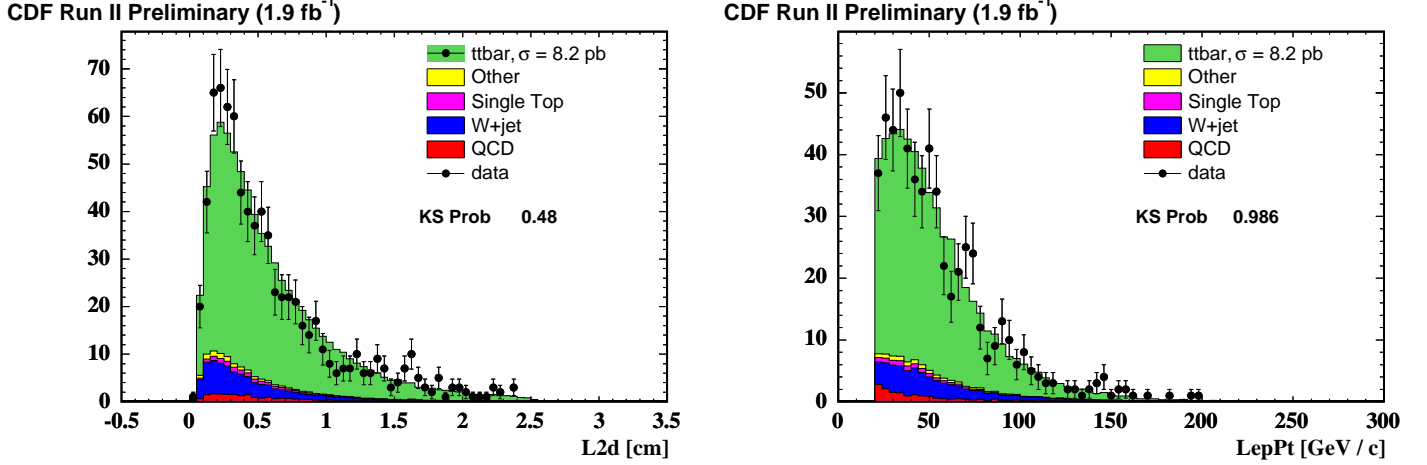 CDF Run II Preliminary (1.9 fb⁻¹)
70
60
50
40
30
20
10
0
-0.5 0 0.5 1 1.5 2 2.5 3 3.5
L2d [cm]
ttbar, σ = 8.2 pb
Other
Single Top
W+jet
QCD
data
KS Prob 0.48
CDF Run II Preliminary (1.9 fb⁻¹)
50
40
30
20
10
0
0 50 100 150 200 250 300
LepPt [GeV / c]
ttbar, σ = 8.2 pb
Other
Single Top
W+jet
QCD
data
KS Prob 0.986